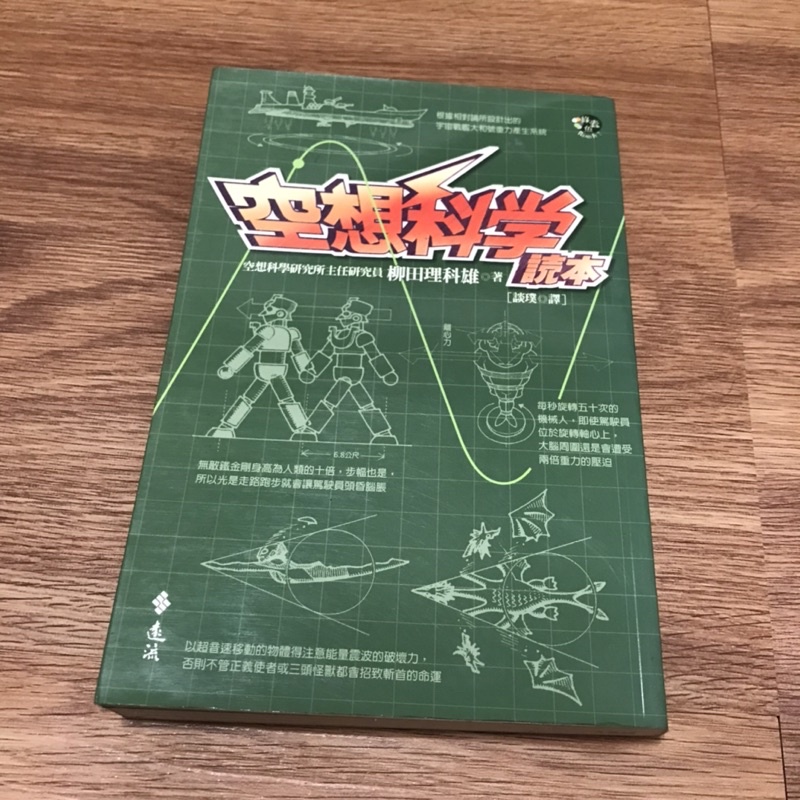 根據相對論所設計出的
宇宙戰艦大和號重力產生系統
空想科学
読本
空想科學研究所主任研究員 柳田理科雄◎著
［談璞◎譯］
離心力
每秒旋轉五十次的
機械人，即使駕駛員
位於旋轉軸心上，
大腦周圍還是會遭受
兩倍重力的壓迫
6.8公尺
無敵鐵金剛身高為人類的十倍，步幅也是，
所以光是走路跑步就會讓駕駛員頭昏腦脹
以超音速移動的物體得注意能量震波的破壞力，
否則不管正義使者或三頭怪獸都會招致斬首的命運
遠流